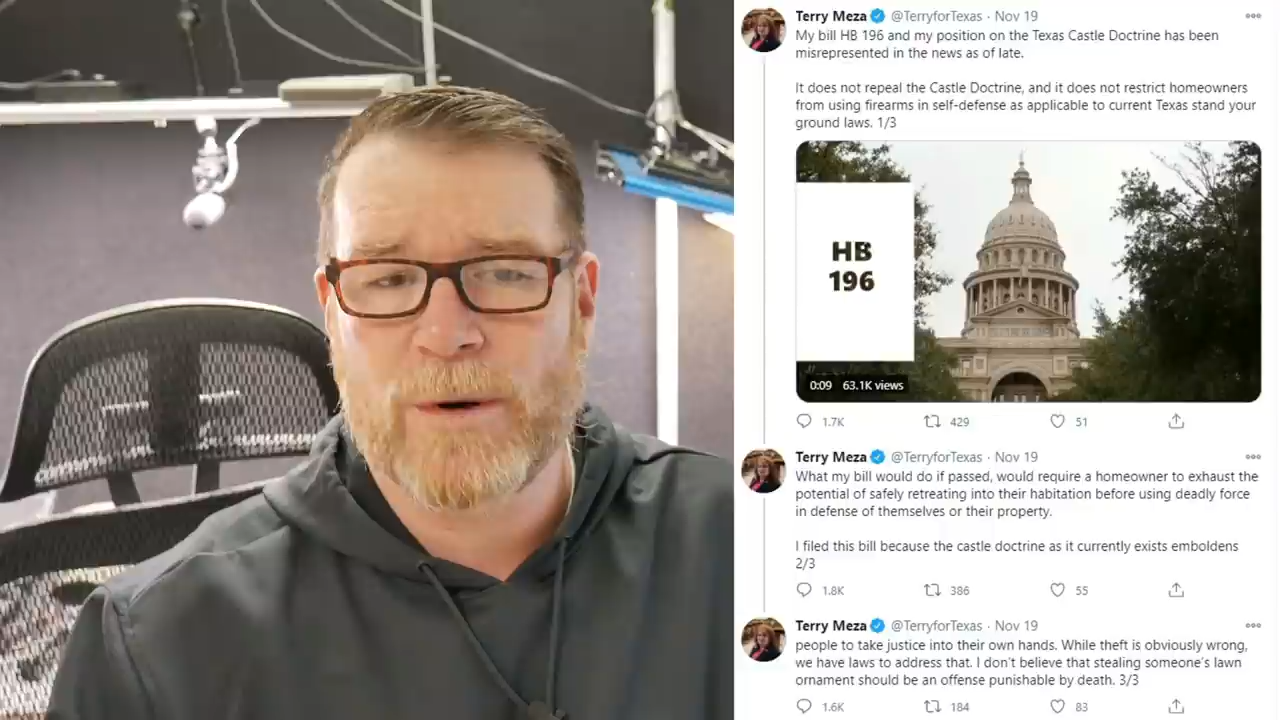 Terry Meza @TerryforTexas · Nov 19
My bill HB 196 and my position on the Texas Castle Doctrine has been
misrepresented in the news as of late.
It does not repeal the Castle Doctrine, and it does not restrict homeowners
from using firearms in self-defense as applicable to current Texas stand your
ground laws. 1/3
HB
196
0:09 63.1K views
1.7K 429 51
Terry Meza @TerryforTexas · Nov 19
What my bill would do if passed, would require a homeowner to exhaust the
potential of safely retreating into their habitation before using deadly force
in defense of themselves or their property.
I filed this bill because the castle doctrine as it currently exists emboldens
2/3
1.8K 386 55
Terry Meza @TerryforTexas · Nov 19
people to take justice into their own hands. While theft is obviously wrong,
we have laws to address that. I don't believe that stealing someone's lawn
ornament should be an offense punishable by death. 3/3
1.6K 184 83